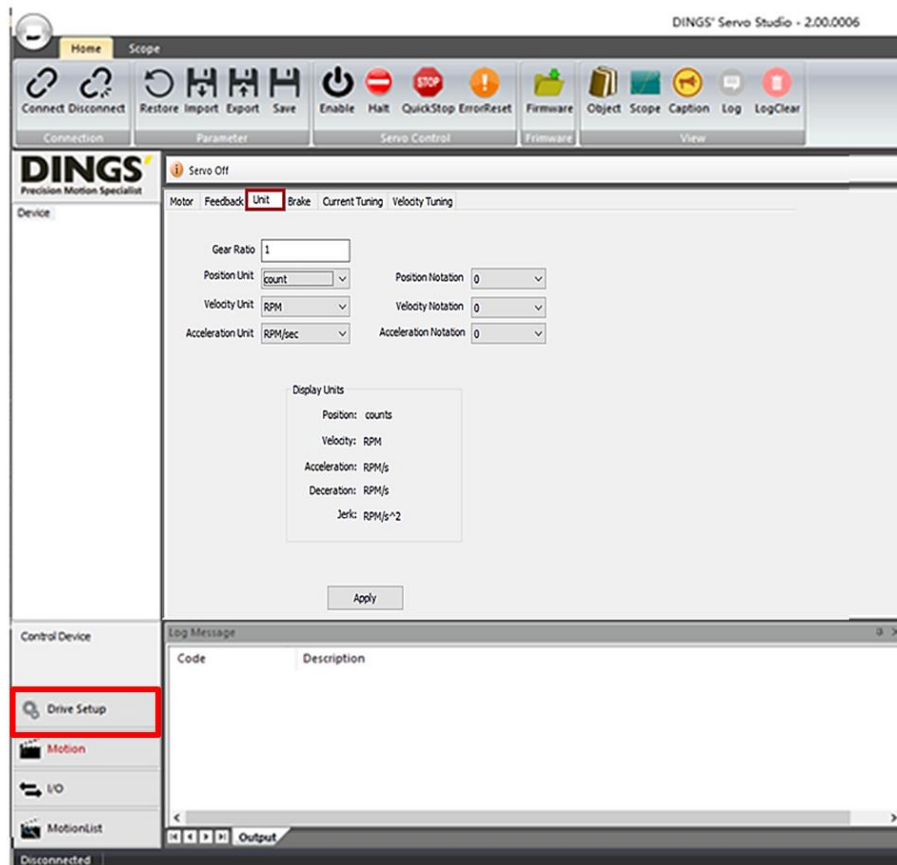 DINGS' Servo Studio - 2.00.0006
Home Scope
Connect Disconnect Restore Import Export Save Enable Halt STOP QuickStop ErrorReset Firmware Object Scope Caption Log LogClear
Connection Parameter Servo Control Frimware View
DINGS'
Precision Motion Specialist
Servo Off
Device
Motor Feedback Unit Brake Current Tuning Velocity Tuning
Gear Ratio 1
Position Unit count Position Notation 0
Velocity Unit RPM Velocity Notation 0
Acceleration Unit RPM/sec Acceleration Notation 0
Display Units
Position: counts
Velocity: RPM
Acceleration: RPM/s
Deceration: RPM/s
Jerk: RPM/s^2
Apply
Control Device
Log Message
Code Description
Drive Setup
Motion
I/O
MotionList
Output
Disconnected